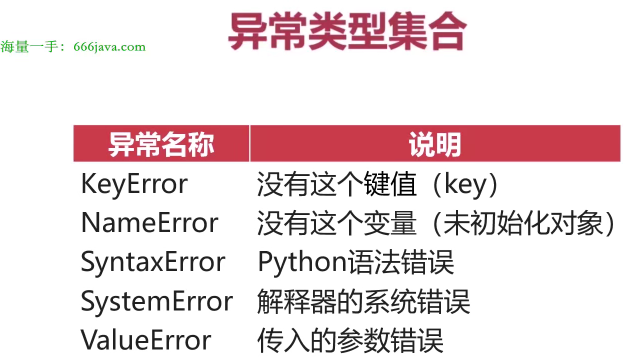 异常类型集合
海量一手：666java.com
异常名称 说明
KeyError 没有这个键值（key）
NameError 没有这个变量（未初始化对象）
SyntaxError Python语法错误
SystemError 解释器的系统错误
ValueError 传入的参数错误